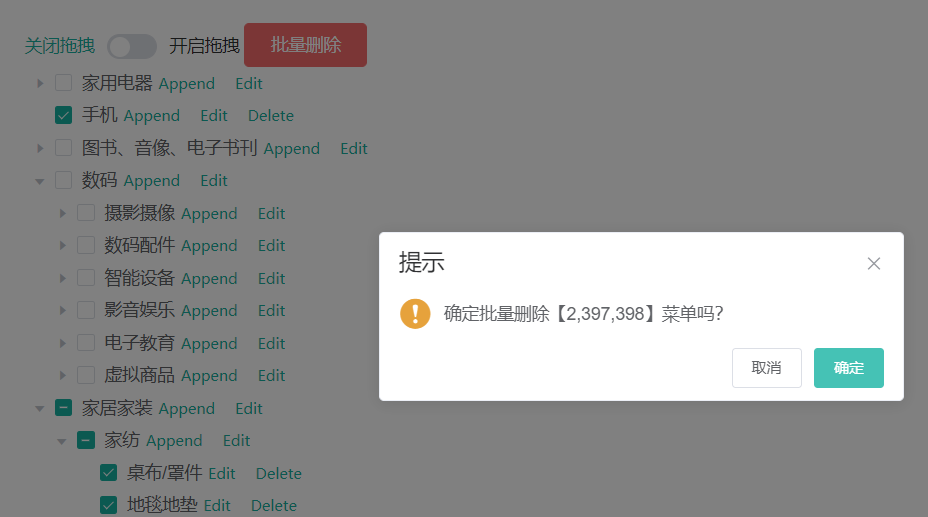 关闭拖拽 开启拖拽 批量删除
家用电器 Append Edit
手机 Append Edit Delete
图书、音像、电子书刊 Append Edit
数码 Append Edit
摄影摄像 Append Edit
数码配件 Append Edit
智能设备 Append Edit
影音娱乐 Append Edit
电子教育 Append Edit
虚拟商品 Append Edit
家居家装 Append Edit
家纺 Append Edit
桌布/罩件 Edit Delete
地毯地垫 Edit Delete
提示
确定批量删除【2,397,398】菜单吗?
取消 确定